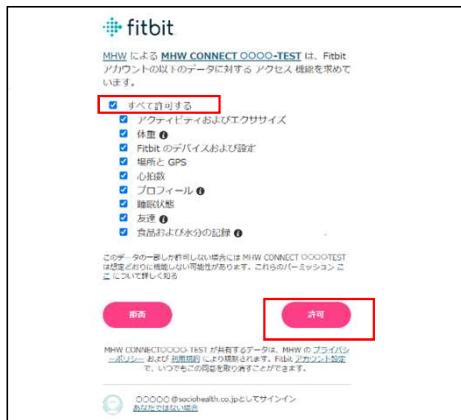 fitbit
MHW による MHW CONNECT OOOO-TEST は、Fitbit
アカウントの以下のデータに対する アクセス 機能を求めて
います。
すべて許可する
アクティビティおよびエクササイズ
体重
Fitbit のデバイスおよび設定
場所と GPS
心拍数
プロフィール
睡眠状態
友達
食品および水分の記録
このデータの一部しか許可しない場合には MHW CONNECT OOOOTEST
は想定どおりに機能しない可能性があります。これらのパーミッション こ
こ について詳しく知る
拒否
許可
MHW CONNECTOOOO-TEST が共有するデータは、MHW の プライバシ
ーポリシー および 利用規約 により規制されます。Fitbit アカウント設定
で、いつでもこの同意を取り消すことができます。
OOOOO @sociohealth.co.jpとしてサインイン
あなたではない場合